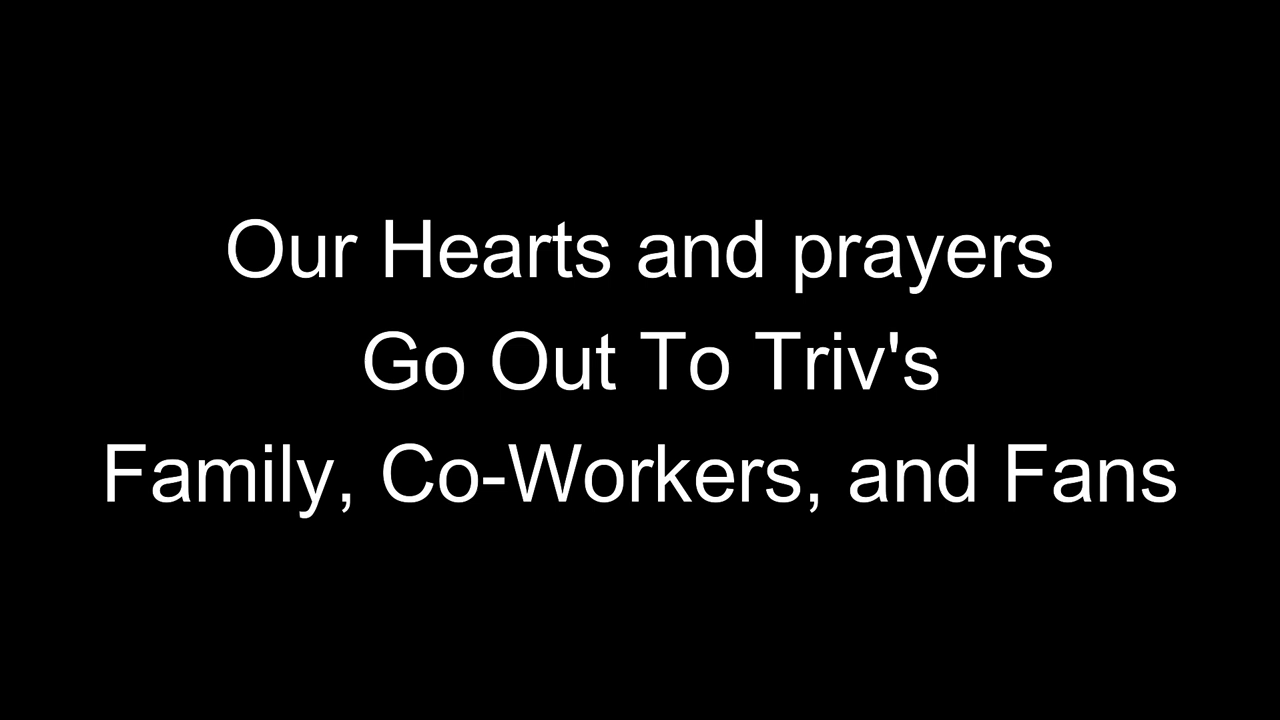 Our Hearts and prayers
Go Out To Triv's
Family, Co-Workers, and Fans